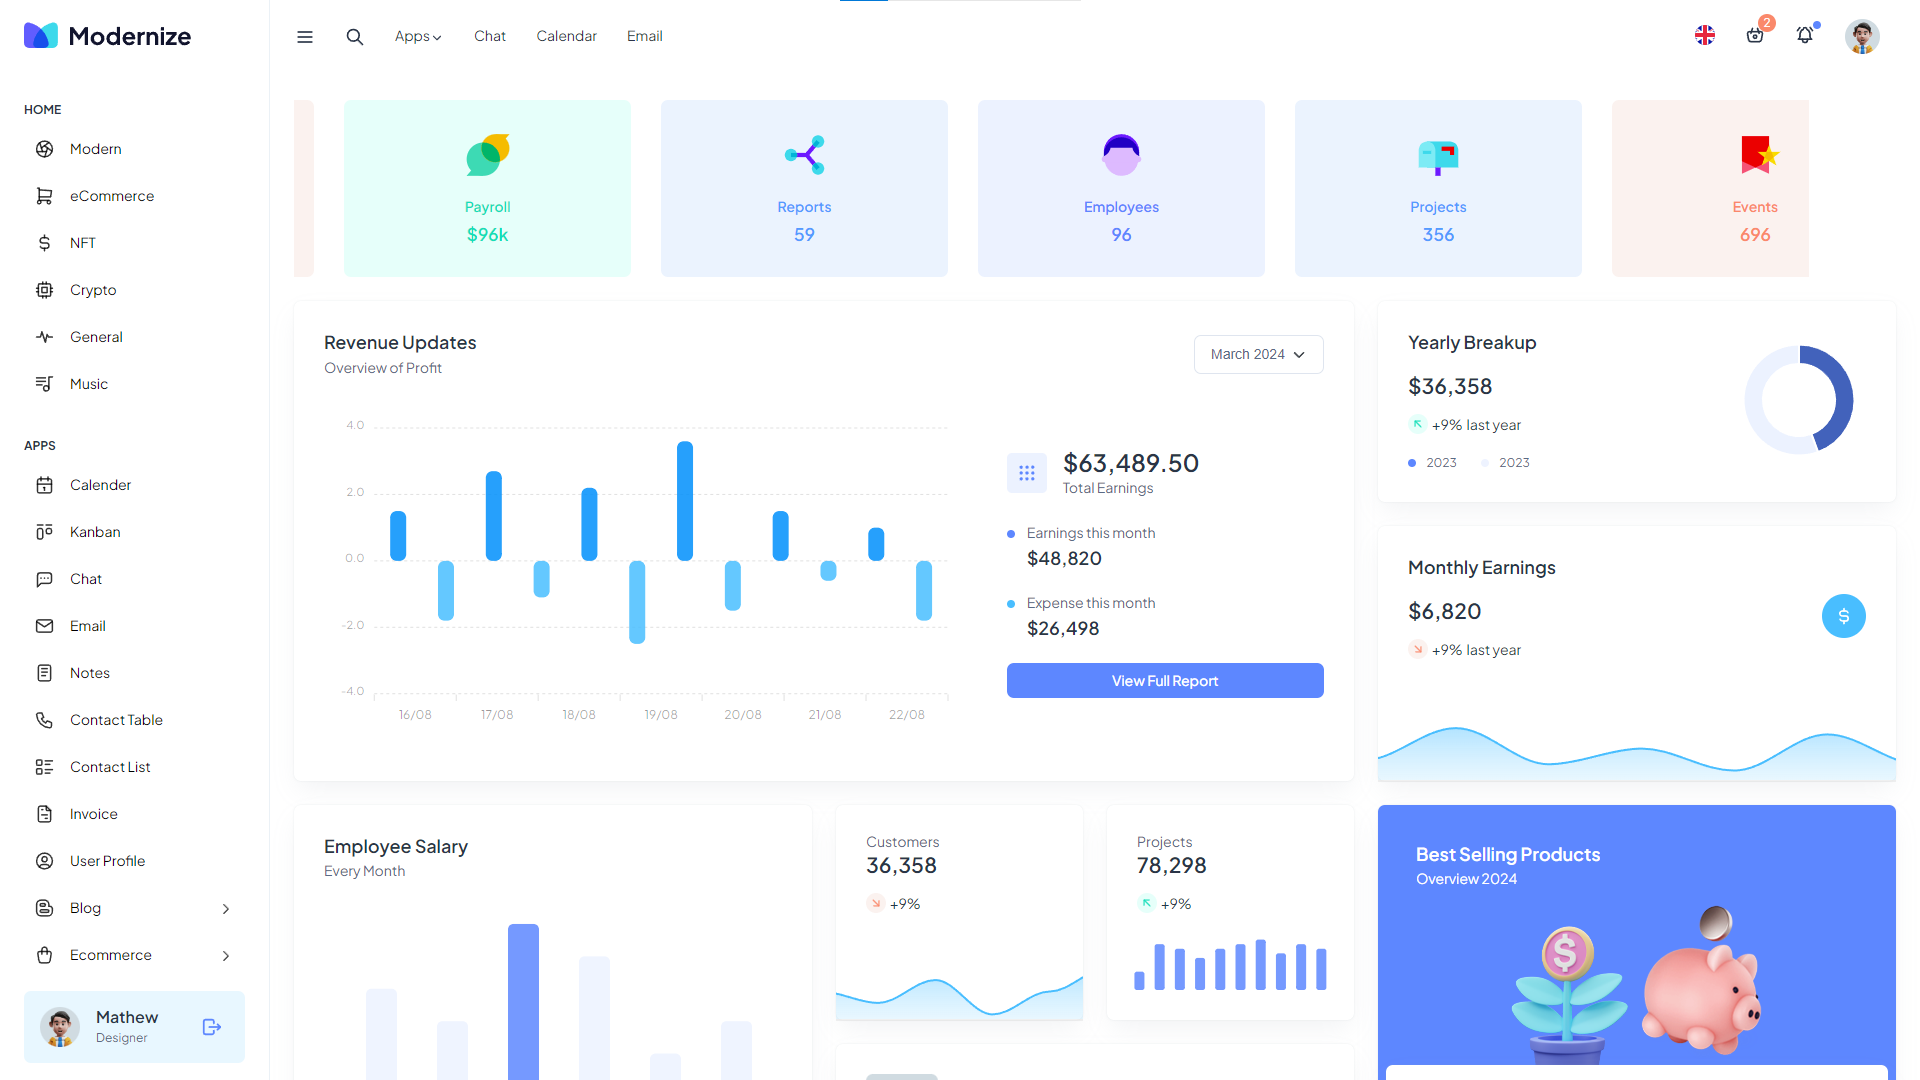 Modernize
Apps Chat Calendar Email
2
HOME
Modern
eCommerce
NFT
Crypto
General
Music
APPS
Calender
Kanban
Chat
Email
Notes
Contact Table
Contact List
Invoice
User Profile
Blog
Ecommerce
Mathew
Designer
Payroll
$96k
Reports
59
Employees
96
Projects
356
Events
696
Revenue Updates
Overview of Profit
March 2024
4.0
2.0
0.0
-2.0
-4.0
16/08 17/08 18/08 19/08 20/08 21/08 22/08
$63,489.50
Total Earnings
Earnings this month
$48,820
Expense this month
$26,498
View Full Report
Yearly Breakup
$36,358
+9% last year
2023 2023
Monthly Earnings
$6,820
$
+9% last year
Employee Salary
Every Month
Customers
36,358
+9%
Projects
78,298
+9%
Best Selling Products
Overview 2024
$